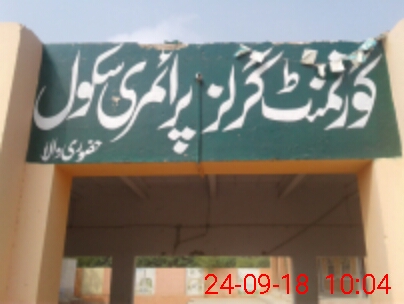 گورنمنٹ گرلز پرائمری سکول
حضوری والا
24-09-18 10:04